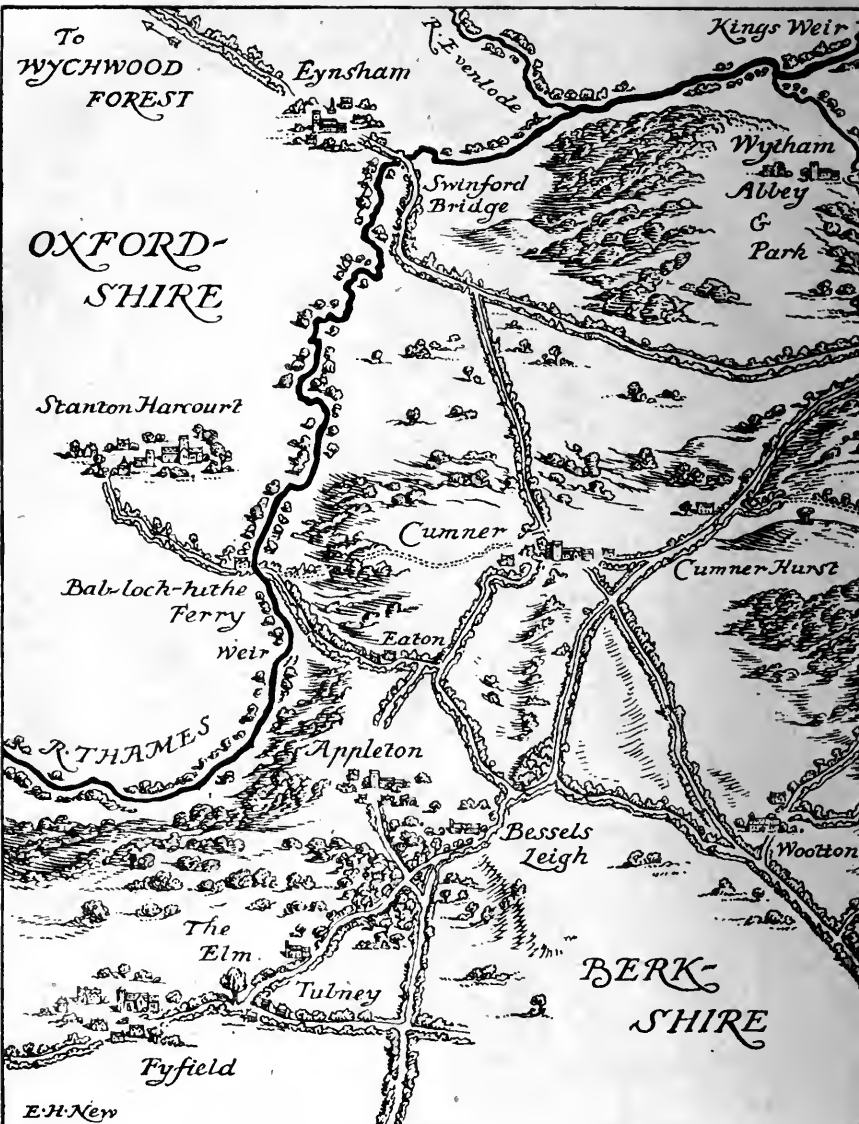 To
WYCHWOOD
FOREST
Eynsham
R. Evenlode
Kings Weir
Wytham
Abbey
&
Park
Swinford
Bridge
OXFORD-
SHIRE
Stanton Harcourt
Cumner
Cumner Hurst
Bab-lock-hithe
Ferry
Weir
Eaton
R. THAMES
Appleton
Bessels
Leigh
Wootton
The
Elm
Tubney
BERK-
SHIRE
Fyfield
E·H·New